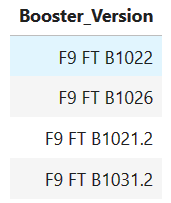 Booster_Version
F9 FT B1022
F9 FT B1026
F9 FT B1021.2
F9 FT B1031.2